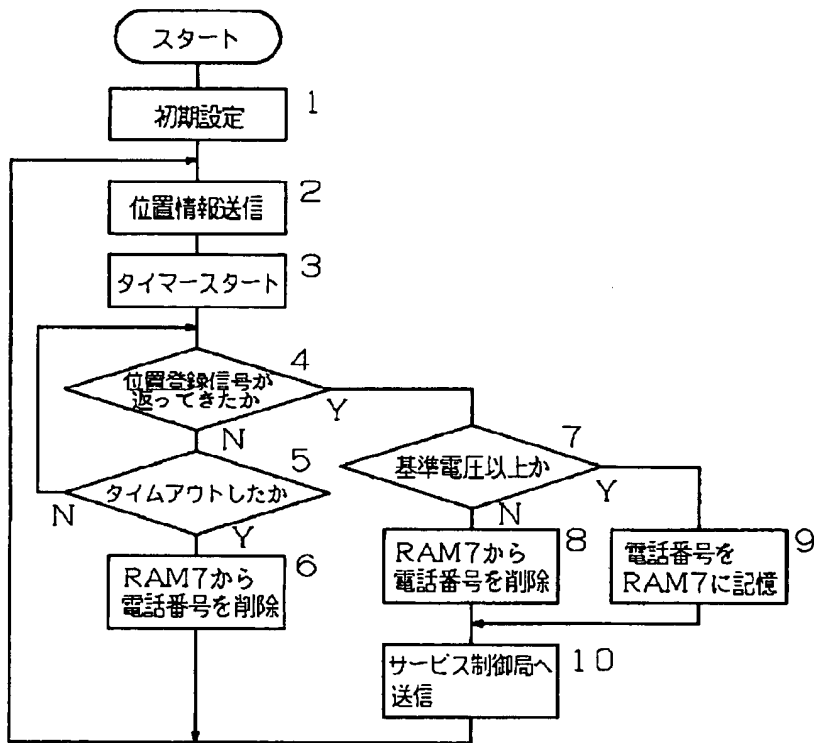 スタート
初期設定
1
位置情報送信
2
タイマースタート
3
位置登録信号が
返ってきたか
4
Y
N
タイムアウトしたか
5
N
Y
RAM7から
電話番号を削除
6
基準電圧以上か
7
Y
N
RAM7から
電話番号を削除
8
電話番号を
RAM7に記憶
9
サービス制御局へ
送信
10